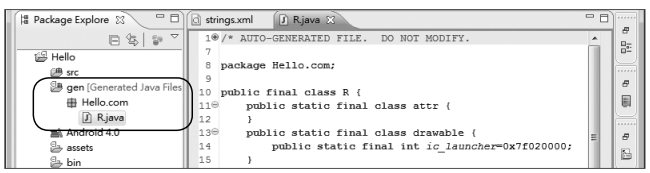 Package Explore
Hello
src
gen [Generated Java Files
Hello.com
R.java
Android 4.0
assets
bin
strings.xml
R.java
1 /* AUTO-GENERATED FILE.  DO NOT MODIFY.
7
8 package Hello.com;
9
10 public final class R {
11     public static final class attr {
12     }
13     public static final class drawable {
14         public static final int ic_launcher=0x7f020000;
15     }